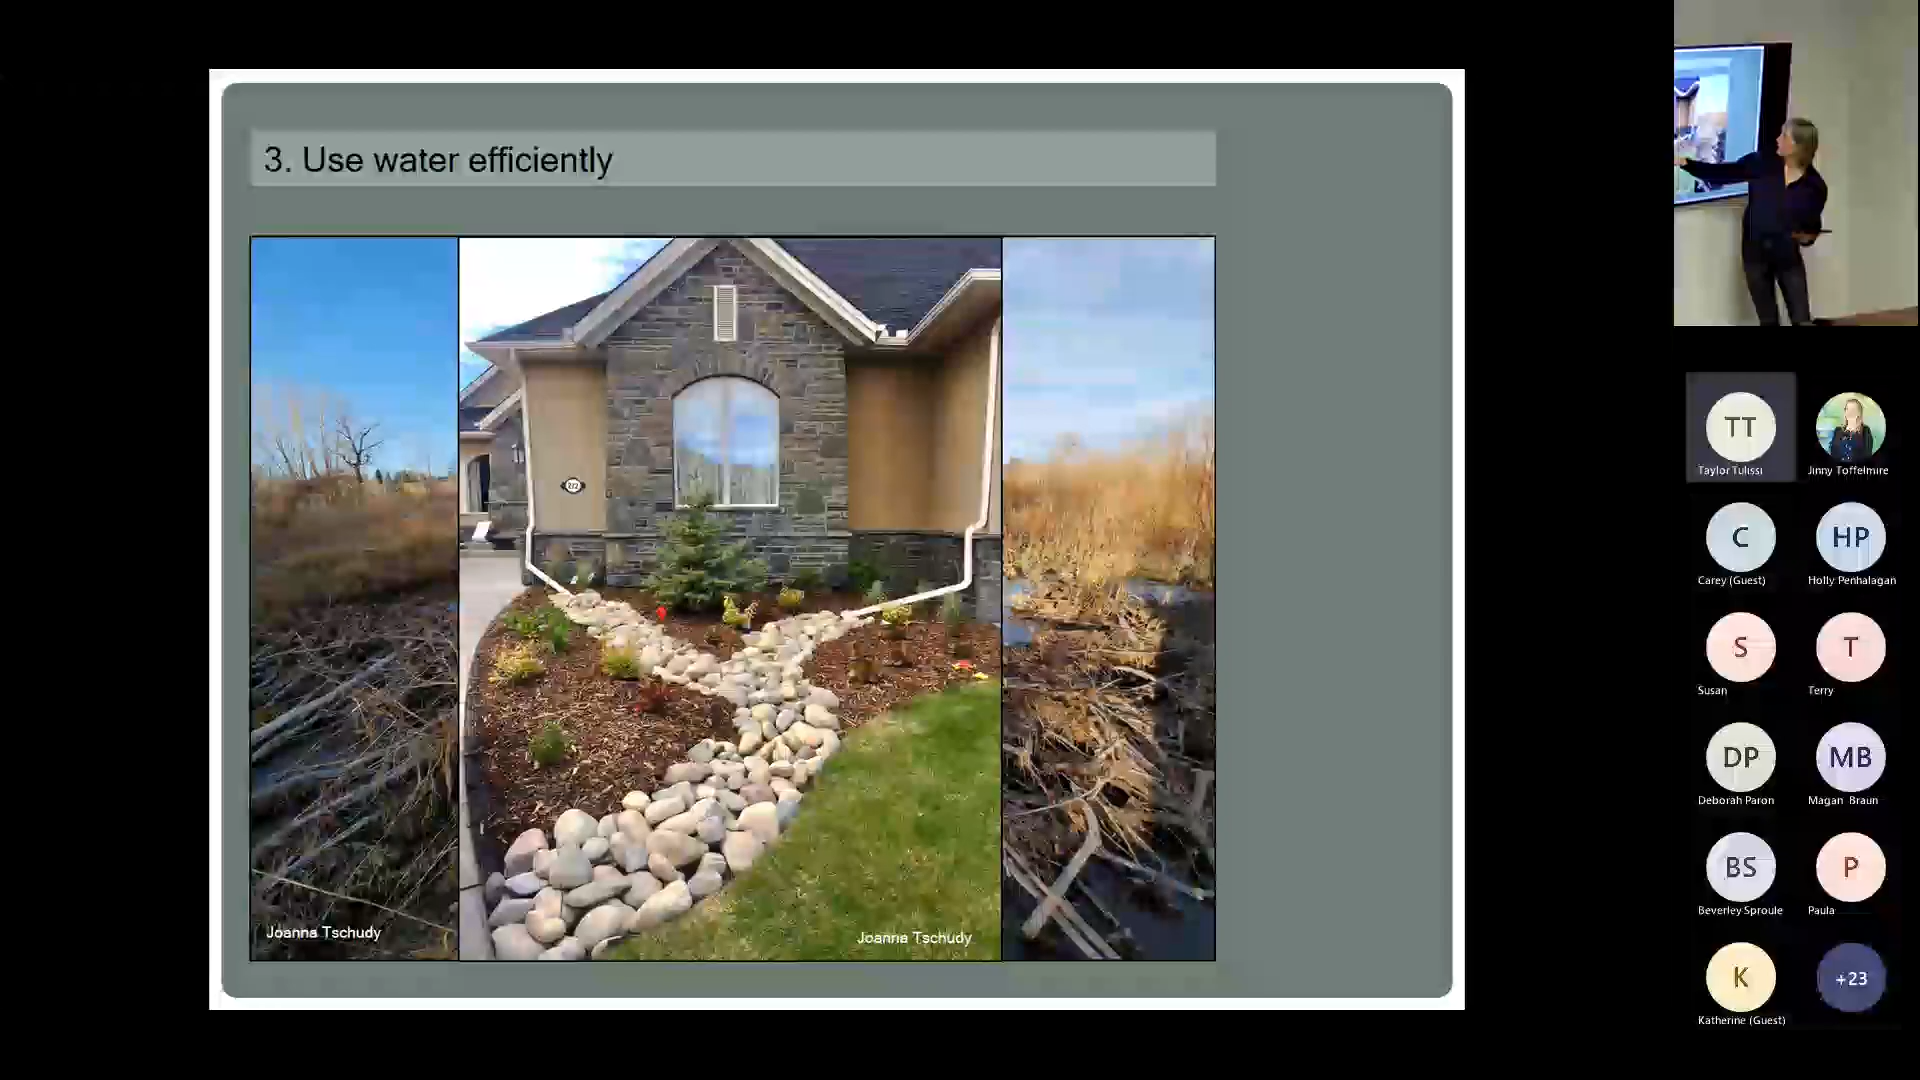 3. Use water efficiently
Joanna Tschudy
Joanna Tschudy
TT
Taylor Tulissi
Jinny Toffelmire
C
Carey (Guest)
HP
Holly Penhalagan
S
Susan
T
Terry
DP
Deborah Paron
MB
Magan Braun
BS
Beverley Sproule
P
Paula
K
Katherine (Guest)
+23